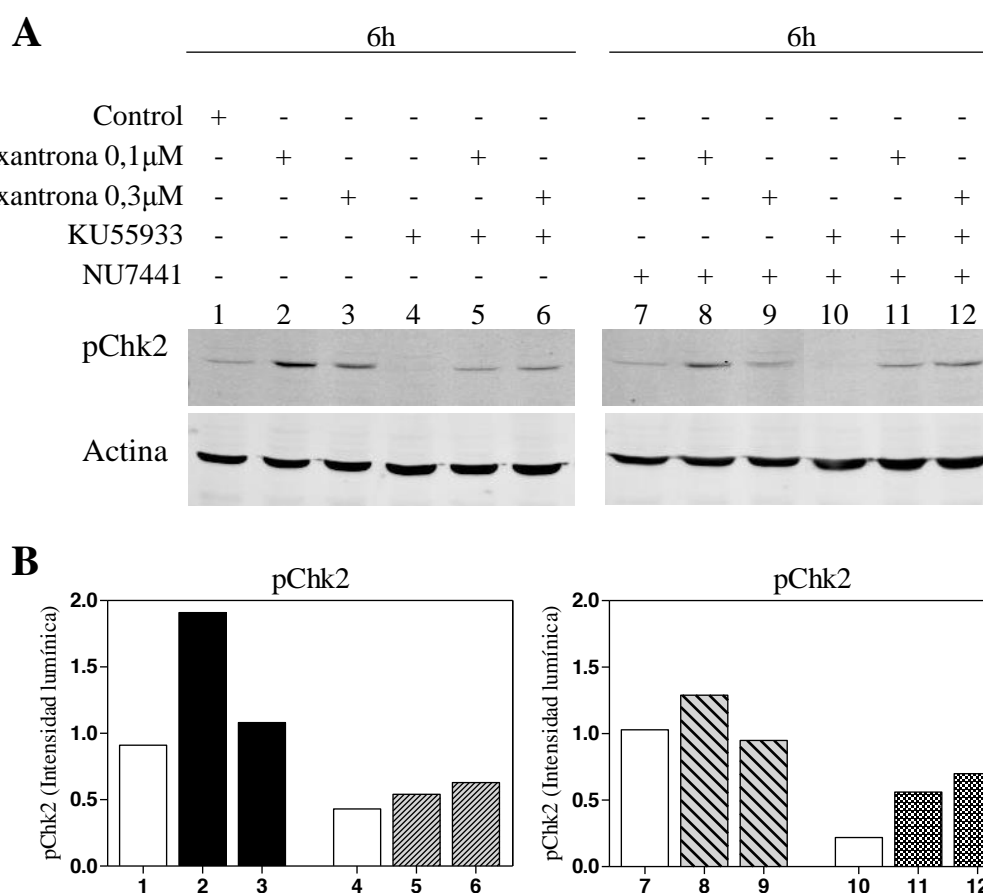 A
6h 6h
Control + - - - - - - - - - - -
xantrona 0,1μM - + - - + - - + - - + -
xantrona 0,3μM - - + - - + - - + - - +
KU55933 - - - + + + - - - + + +
NU7441 - - - - - - + + + + + +
1 2 3 4 5 6 7 8 9 10 11 12
pChk2
Actina
B
pChk2
pChk2 (Intensidad lumínica)
2.0
1.5
1.0
0.5
0.0
1 2 3 4 5 6
pChk2
pChk2 (Intensidad lumínica)
2.0
1.5
1.0
0.5
0.0
7 8 9 10 11 12